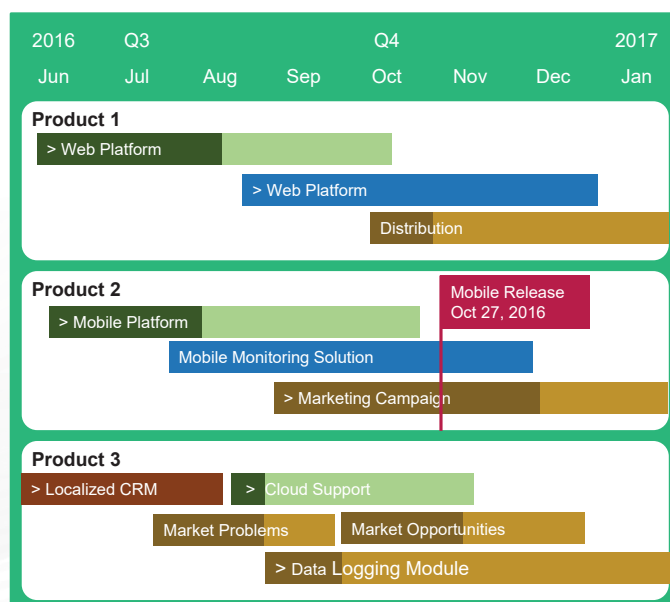 2016 Q3 Q4 2017
Jun Jul Aug Sep Oct Nov Dec Jan
Product 1
> Web Platform
> Web Platform
Distribution
Product 2
Mobile Release
Oct 27, 2016
> Mobile Platform
Mobile Monitoring Solution
> Marketing Campaign
Product 3
> Localized CRM > Cloud Support
Market Problems Market Opportunities
> Data Logging Module